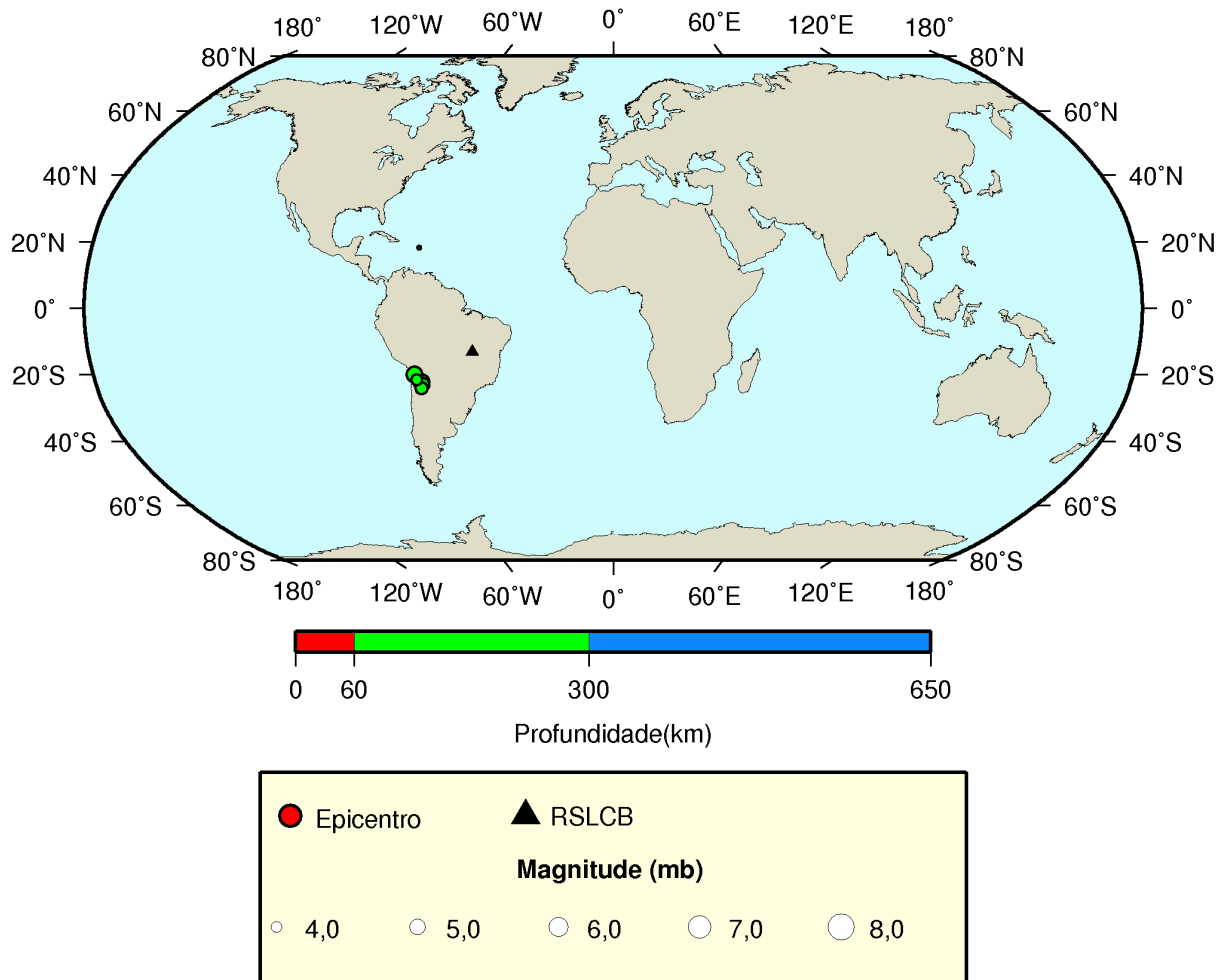 180˚ 120˚W 60˚W 0˚ 60˚E 120˚E 180˚
80˚N 80˚N
60˚N 60˚N
40˚N 40˚N
20˚N 20˚N
0˚ 0˚
20˚S 20˚S
40˚S 40˚S
60˚S 60˚S
80˚S 80˚S
180˚ 120˚W 60˚W 0˚ 60˚E 120˚E 180˚
0 60 300 650
Profundidade(km)
Epicentro RSLCB
Magnitude (mb)
4,0 5,0 6,0 7,0 8,0